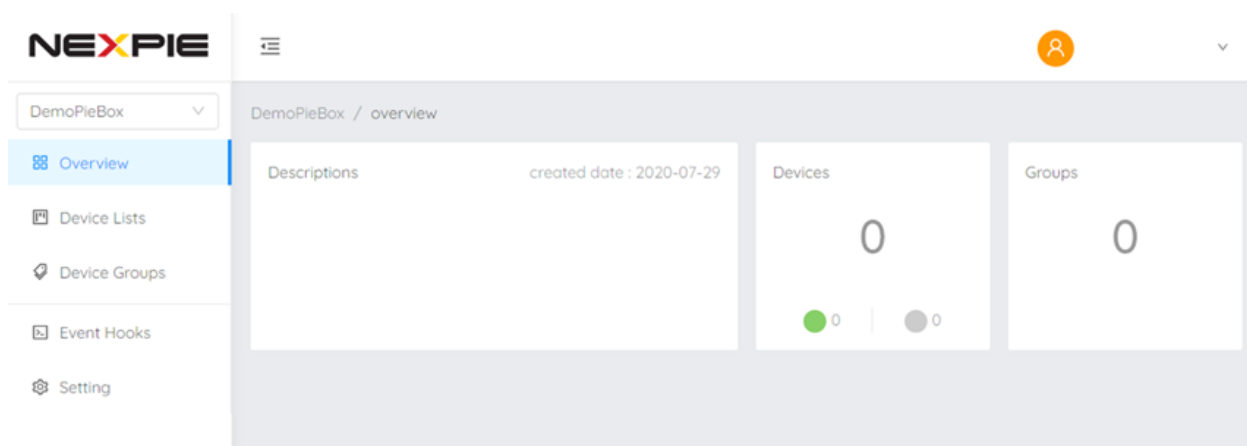 NEXPIE
DemoPieBox
DemoPieBox / overview
Overview
Device Lists
Device Groups
Event Hooks
Setting
Descriptions
created date : 2020-07-29
Devices
0
0
0
Groups
0